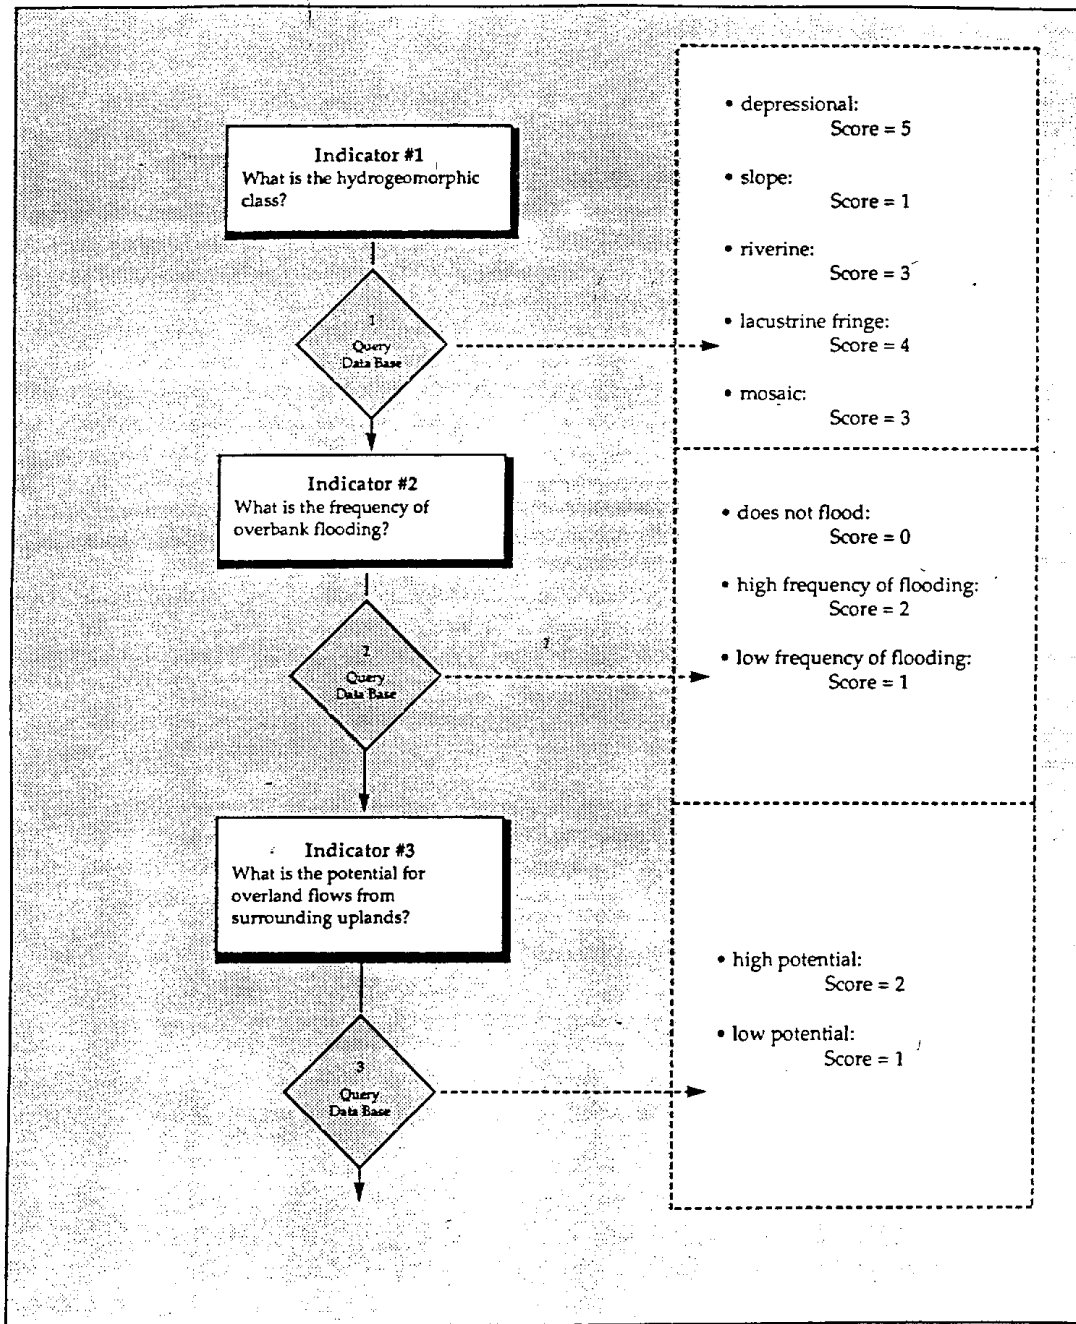 Indicator #1
What is the hydrogeomorphic
class?
1
Query
Data Base
• depressional:
Score = 5
• slope:
Score = 1
• riverine:
Score = 3
• lacustrine fringe:
Score = 4
• mosaic:
Score = 3
Indicator #2
What is the frequency of
overbank flooding?
2
Query
Data Base
• does not flood:
Score = 0
• high frequency of flooding:
Score = 2
• low frequency of flooding:
Score = 1
Indicator #3
What is the potential for
overland flows from
surrounding uplands?
3
Query
Data Base
• high potential:
Score = 2
• low potential:
Score = 1